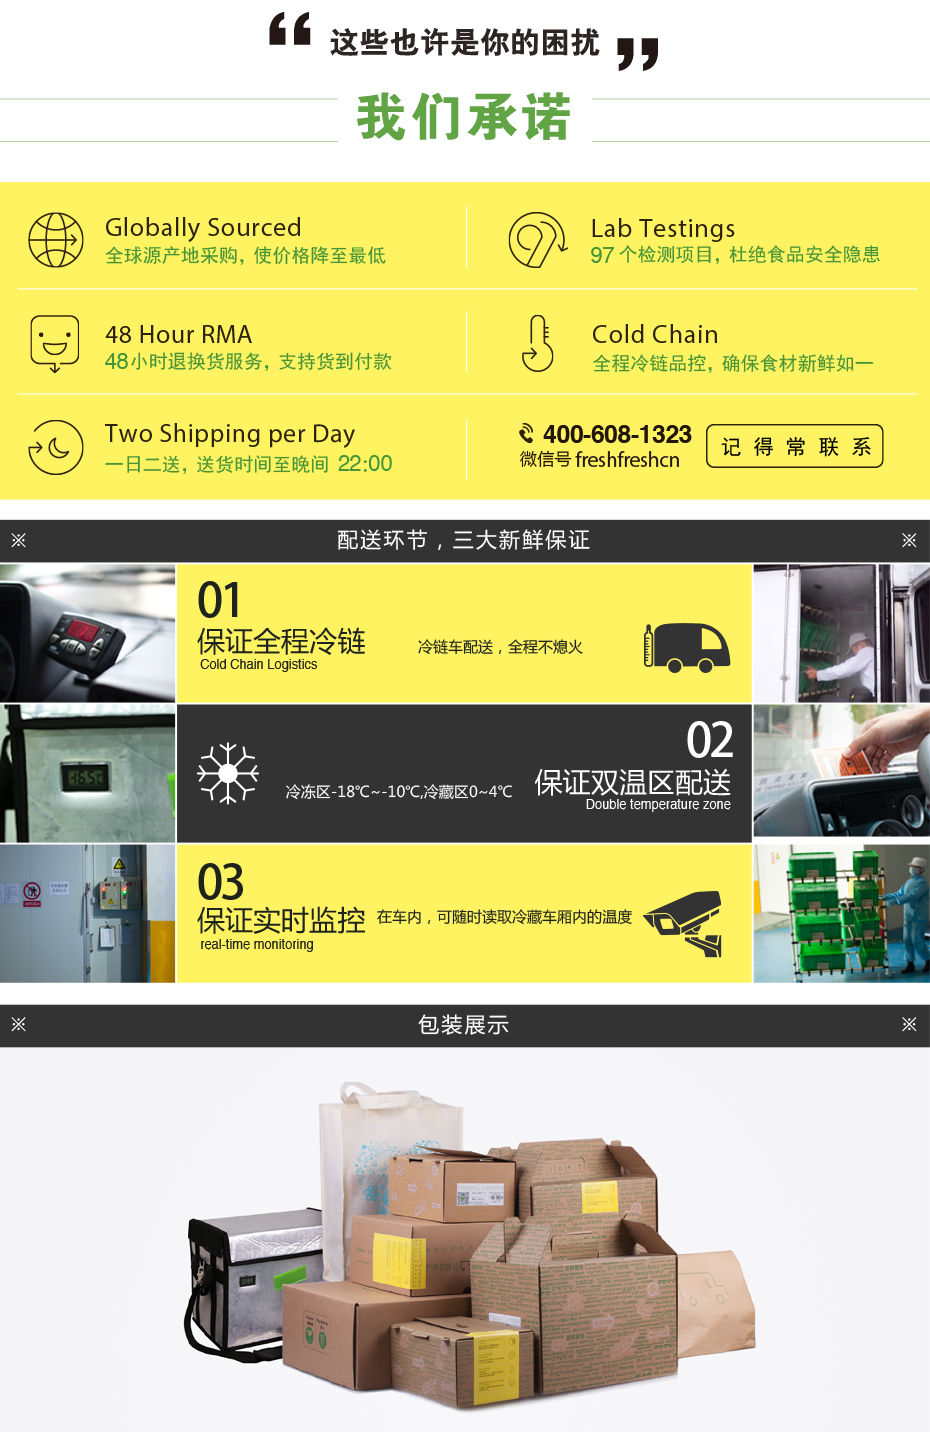 “ 这些也许是你的困扰 ”
我们承诺
Globally Sourced
全球源产地采购, 使价格降至最低
Lab Testings
97 个检测项目, 杜绝食品安全隐患
48 Hour RMA
48小时退换货服务, 支持货到付款
Cold Chain
全程冷链品控, 确保食材新鲜如一
Two Shipping per Day
一日二送, 送货时间至晚间 22:00
400-608-1323
微信号 freshfreshcn
记得常联系
※ 配送环节，三大新鲜保证 ※
01
保证全程冷链
Cold Chain Logistics
冷链车配送，全程不熄火
02
保证双温区配送
Double temperature zone
冷冻区-18℃~-10℃,冷藏区0~4℃
03
保证实时监控
real-time monitoring
在车内，可随时读取冷藏车厢内的温度
※ 包装展示 ※